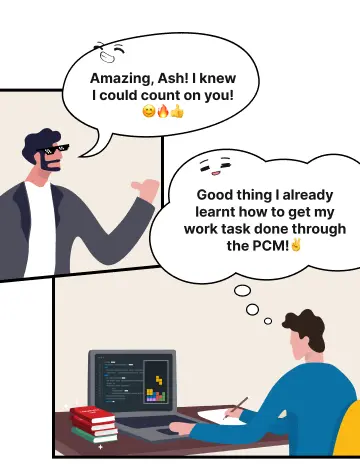 Amazing, Ash! I knew
I could count on you!
😊🔥👍
Good thing I already
learnt how to get my
work task done through
the PCM!✌️